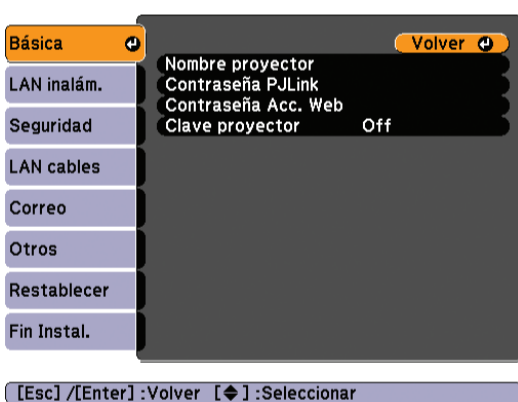 Básica
LAN inalám.
Seguridad
LAN cables
Correo
Otros
Restablecer
Fin Instal.
Volver
Nombre proyector
Contraseña PJLink
Contraseña Acc. Web
Clave proyector Off
[Esc] /[Enter] :Volver [◆] :Seleccionar